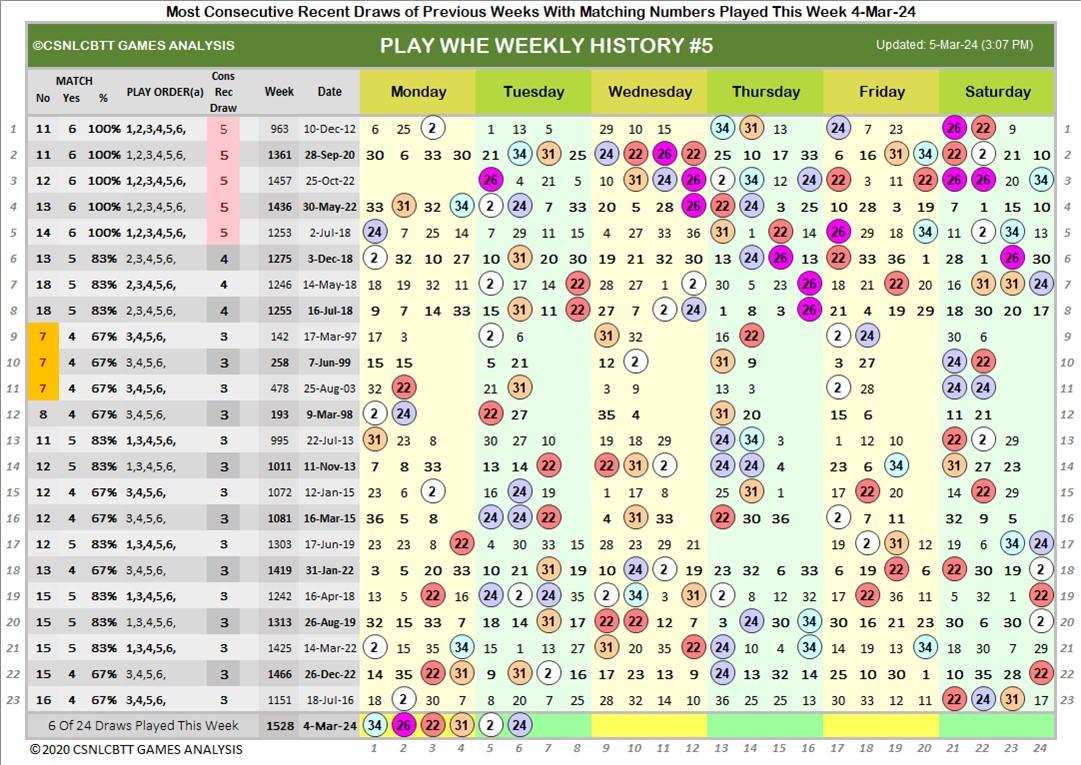 Most Consecutive Recent Draws of Previous Weeks With Matching Numbers Played This Week 4-Mar-24
©CSNLCBTT GAMES ANALYSIS PLAY WHE WEEKLY HISTORY #5 Updated: 5-Mar-24 (3:07 PM)
No MATCH Yes % PLAY ORDER(a) Cons Rec Draw Week Date Monday Tuesday Wednesday Thursday Friday Saturday
1 11 6 100% 1,2,3,4,5,6, 5 963 10-Dec-12 6 25 2 1 13 5 29 10 15 34 31 13 24 7 23 26 22 9 1
2 11 6 100% 1,2,3,4,5,6, 5 1361 28-Sep-20 30 6 33 30 21 34 31 25 24 22 26 22 25 10 17 33 6 16 31 34 22 2 21 10 2
3 12 6 100% 1,2,3,4,5,6, 5 1457 25-Oct-22 26 4 21 5 10 31 24 26 2 34 12 24 22 3 11 22 26 26 20 34 3
4 13 6 100% 1,2,3,4,5,6, 5 1436 30-May-22 33 31 32 34 2 24 7 33 20 5 28 26 22 24 3 25 10 28 3 19 7 1 15 10 4
5 14 6 100% 1,2,3,4,5,6, 5 1253 2-Jul-18 24 7 25 14 7 29 11 15 4 27 33 36 31 1 22 14 26 29 20 34 11 2 34 13 5
6 13 5 83% 2,3,4,5,6, 4 1275 3-Dec-18 2 32 10 27 10 31 20 30 19 21 32 30 13 24 26 13 22 33 36 1 28 1 26 30 6
7 18 5 83% 2,3,4,5,6, 4 1246 14-May-18 18 19 32 11 2 17 14 22 28 27 1 2 30 5 23 26 18 21 22 20 16 31 31 24 7
8 18 5 83% 2,3,4,5,6, 4 1255 16-Jul-18 9 7 14 33 15 31 11 22 27 7 2 24 1 8 3 26 21 4 19 29 18 30 20 17 8
9 7 4 67% 3,4,5,6, 3 142 17-Mar-97 17 3 2 6 31 32 16 22 2 24 30 6 9
10 7 4 67% 3,4,5,6, 3 258 7-Jun-99 15 15 5 21 12 2 31 9 3 27 24 22 10
11 7 4 67% 3,4,5,6, 3 478 25-Aug-03 32 22 21 31 3 9 13 3 2 28 24 24 11
12 8 4 67% 3,4,5,6, 3 193 9-Mar-98 2 24 22 27 35 4 31 20 15 6 11 21 12
13 11 5 83% 1,3,4,5,6, 3 995 22-Jul-13 31 23 8 30 27 10 19 18 29 24 34 3 1 12 10 22 2 29 13
14 12 5 83% 1,3,4,5,6, 3 1011 11-Nov-13 7 8 33 13 14 22 22 31 2 24 24 4 23 6 34 31 27 23 14
15 12 4 67% 3,4,5,6, 3 1072 12-Jan-15 23 6 2 16 24 19 1 17 8 25 31 1 17 22 20 14 22 29 15
16 12 4 67% 3,4,5,6, 3 1081 16-Mar-15 36 5 8 24 24 22 4 31 33 22 30 36 2 7 11 32 9 5 16
17 12 5 83% 1,3,4,5,6, 3 1303 17-Jun-19 23 23 8 22 4 30 33 15 28 23 29 21 19 2 31 12 19 6 34 24 17
18 13 4 67% 3,4,5,6, 3 1419 31-Jan-22 3 5 20 33 10 21 31 19 10 24 2 19 23 32 6 33 6 19 22 6 22 30 19 2 18
19 15 5 83% 1,3,4,5,6, 3 1242 16-Apr-18 13 5 22 16 24 2 24 35 2 34 3 31 2 8 12 32 17 22 36 11 5 32 1 22 19
20 15 5 83% 1,3,4,5,6, 3 1313 26-Aug-19 32 15 33 7 18 14 31 17 22 22 12 7 3 24 30 34 30 16 21 23 30 6 30 2 20
21 15 5 83% 1,3,4,5,6, 3 1425 14-Mar-22 2 15 35 34 15 1 13 27 31 20 35 22 24 10 4 34 14 19 13 34 18 7 25 29 21
22 15 4 67% 3,4,5,6, 3 1466 26-Dec-22 14 35 22 31 9 31 2 16 17 23 13 9 24 13 32 14 25 10 30 1 10 35 28 22 22
23 16 4 67% 3,4,5,6, 3 1151 18-Jul-16 18 2 30 7 8 20 7 25 28 32 14 10 36 25 25 13 30 33 12 11 22 24 31 17 23
6 Of 24 Draws Played This Week 1528 4-Mar-24 34 26 22 31 2 24
© 2020 CSNLCBTT GAMES ANALYSIS 1 2 3 4 5 6 7 8 9 10 11 12 13 14 15 16 17 18 19 20 21 22 23 24